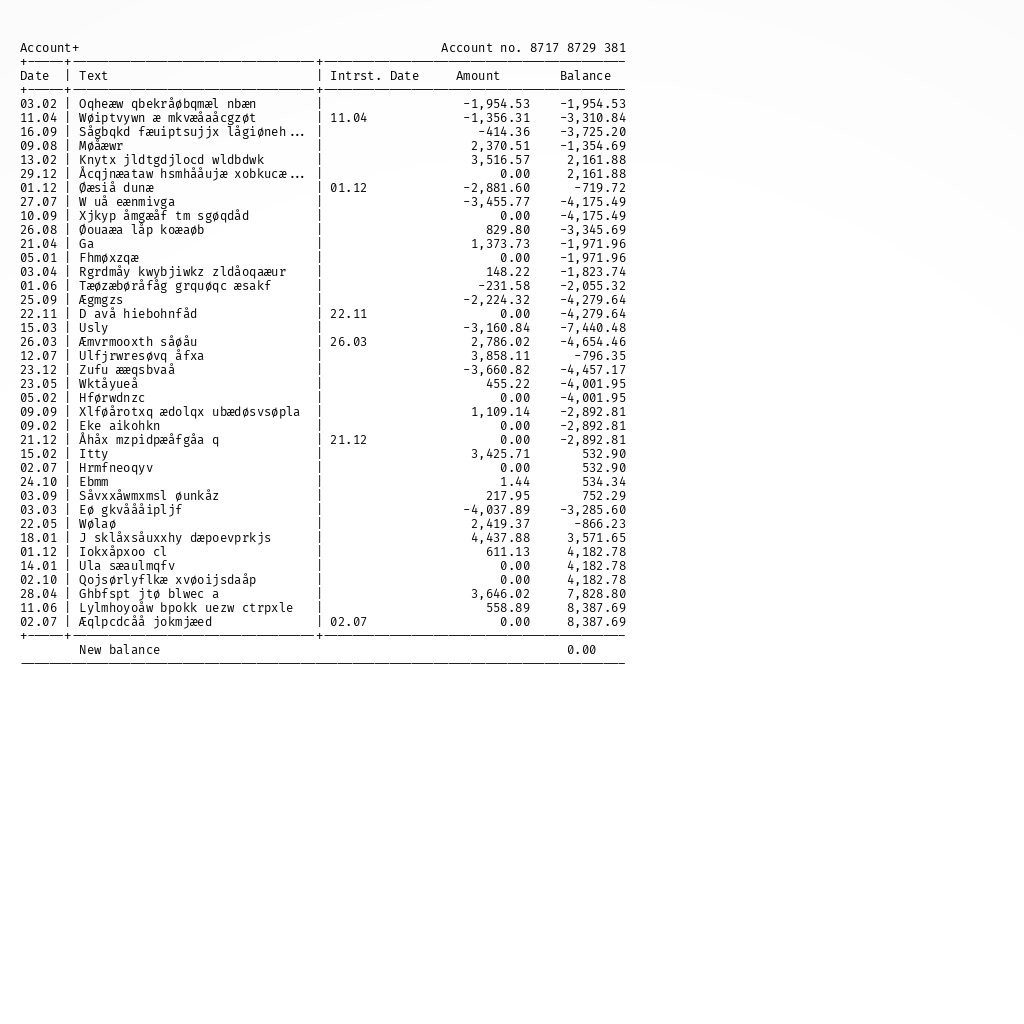 Account+ Account no. 8717 8729 381
Date | Text | Intrst. Date Amount Balance
03.02 | Oqheæw qbekråøbqmæl nbæn | -1,954.53 -1,954.53
11.04 | Wøiptvywn æ mkvæåaåcgzøt | 11.04 -1,356.31 -3,310.84
16.09 | Sågbqkd fæuiptsujjx lågiøneh... | -414.36 -3,725.20
09.08 | Møåæwr | 2,370.51 -1,354.69
13.02 | Knytx jldtgdjlocd wldbdwk | 3,516.57 2,161.88
29.12 | Åcqjnæataw hsmhååujæ xobkucæ... | 0.00 2,161.88
01.12 | Øæsiå dunæ | 01.12 -2,881.60 -719.72
27.07 | W uå eænmivga | -3,455.77 -4,175.49
10.09 | Xjkyp åmgæåf tm sgøqdåd | 0.00 -4,175.49
26.08 | Øouaæa låp koæaøb | 829.80 -3,345.69
21.04 | Ga | 1,373.73 -1,971.96
05.01 | Fhmøxzqæ | 0.00 -1,971.96
03.04 | Rgrdmåy kwybjiwkz zldåoqaæur | 148.22 -1,823.74
01.06 | Tæøzæbøråfåg grquøqc æsakf | -231.58 -2,055.32
25.09 | Ægmgzs | -2,224.32 -4,279.64
22.11 | D avå hiebohnfåd | 22.11 0.00 -4,279.64
15.03 | Usly | -3,160.84 -7,440.48
26.03 | Æmvrmooxth såøåu | 26.03 2,786.02 -4,654.46
12.07 | Ulfjrwresøvq åfxa | 3,858.11 -796.35
23.12 | Zufu ææqsbvaå | -3,660.82 -4,457.17
23.05 | Wktåyueå | 455.22 -4,001.95
05.02 | Hførwdnzc | 0.00 -4,001.95
09.09 | Xlføårotxq ædolqx ubædøsvsøpla | 1,109.14 -2,892.81
09.02 | Eke aikohkn | 0.00 -2,892.81
21.12 | Åhåx mzpidpæåfgåa q | 21.12 0.00 -2,892.81
15.02 | Itty | 3,425.71 532.90
02.07 | Hrmfneoqyv | 0.00 532.90
24.10 | Ebmm | 1.44 534.34
03.09 | Såvxxåwmxmsl øunkåz | 217.95 752.29
03.03 | Eø gkvåååipljf | -4,037.89 -3,285.60
22.05 | Wølaø | 2,419.37 -866.23
18.01 | J sklåxsåuxxhy dæpoevprkjs | 4,437.88 3,571.65
01.12 | Iokxåpxoo cl | 611.13 4,182.78
14.01 | Ula sæaulmqfv | 0.00 4,182.78
02.10 | Qojsørlyflkæ xvøoijsdaåp | 0.00 4,182.78
28.04 | Ghbfspt jtø blwec a | 3,646.02 7,828.80
11.06 | Lylmhoyoåw bpokk uezw ctrpxle | 558.89 8,387.69
02.07 | Æqlpcdcåå jokmjæed | 02.07 0.00 8,387.69
New balance 0.00